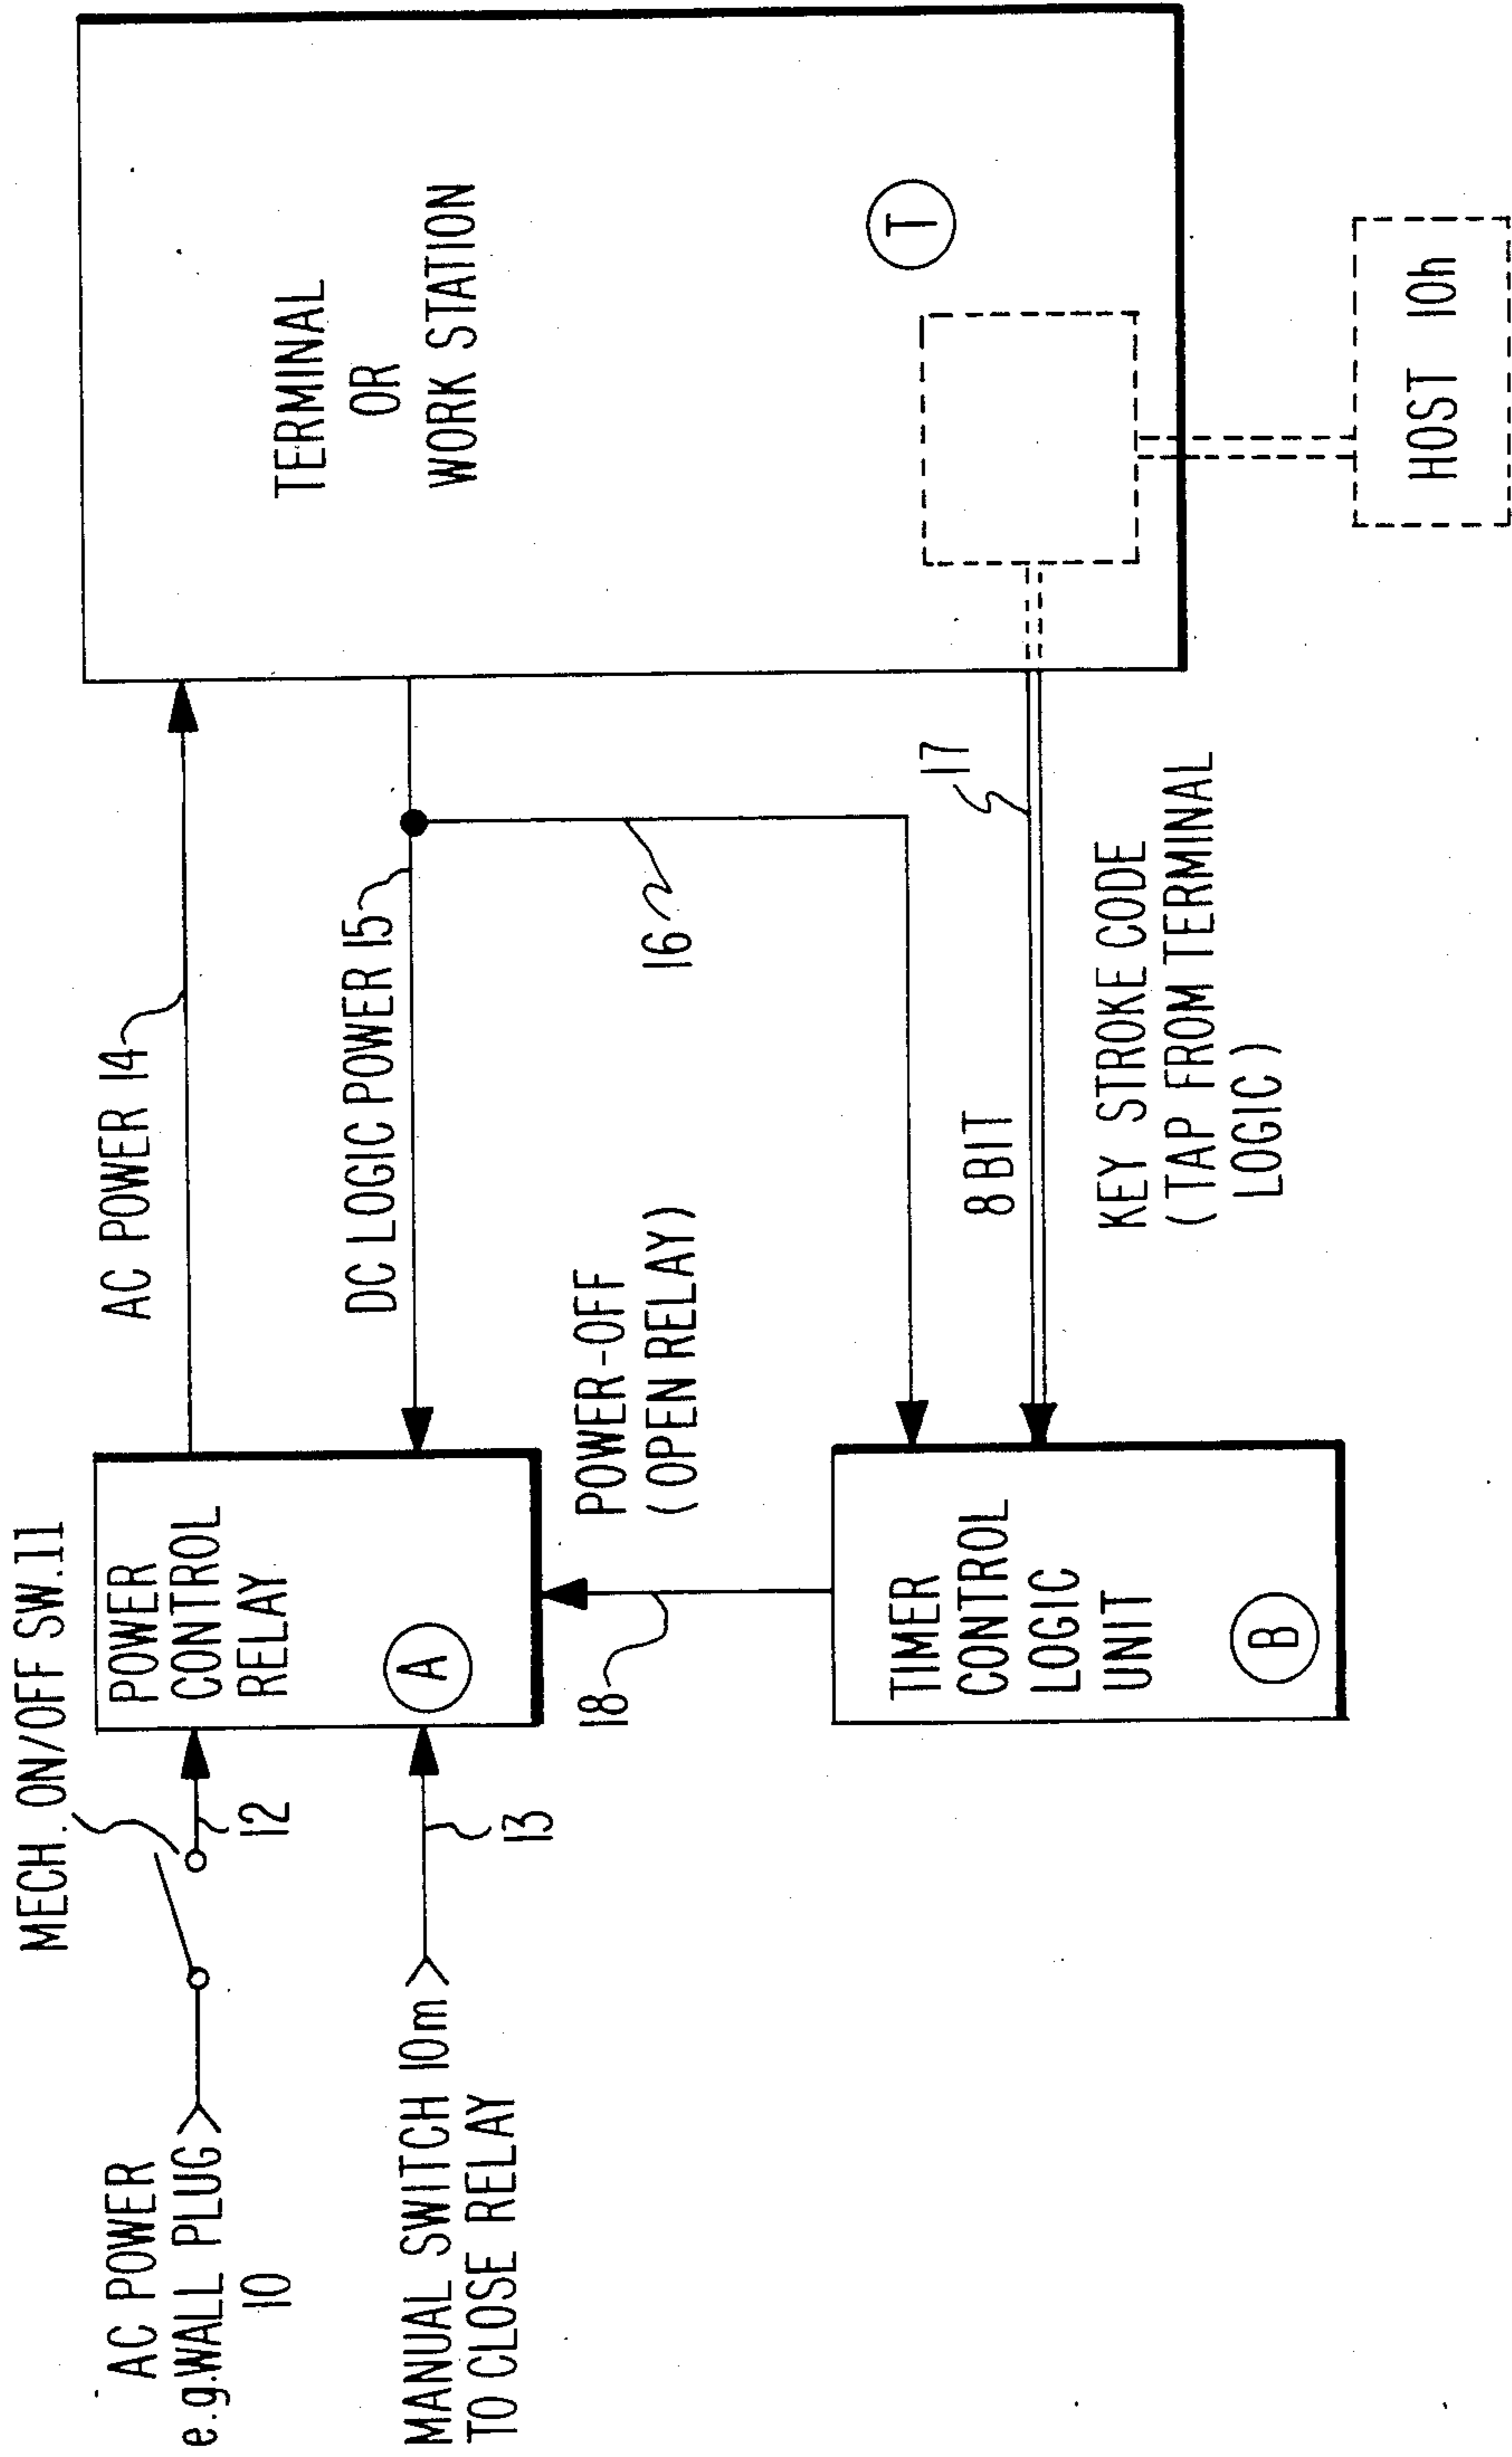 AC POWER
e.g. WALL PLUG
10
MECH. ON/OFF SW.11
12
MANUAL SWITCH 10m
TO CLOSE RELAY
13
POWER
CONTROL
RELAY
A
AC POWER 14
DC LOGIC POWER 15
16
POWER-OFF
(OPEN RELAY)
18
TIMER
CONTROL
LOGIC
UNIT
B
8 BIT
17
KEY STROKE CODE
(TAP FROM TERMINAL
LOGIC)
TERMINAL
OR
WORK STATION
T
HOST 10h